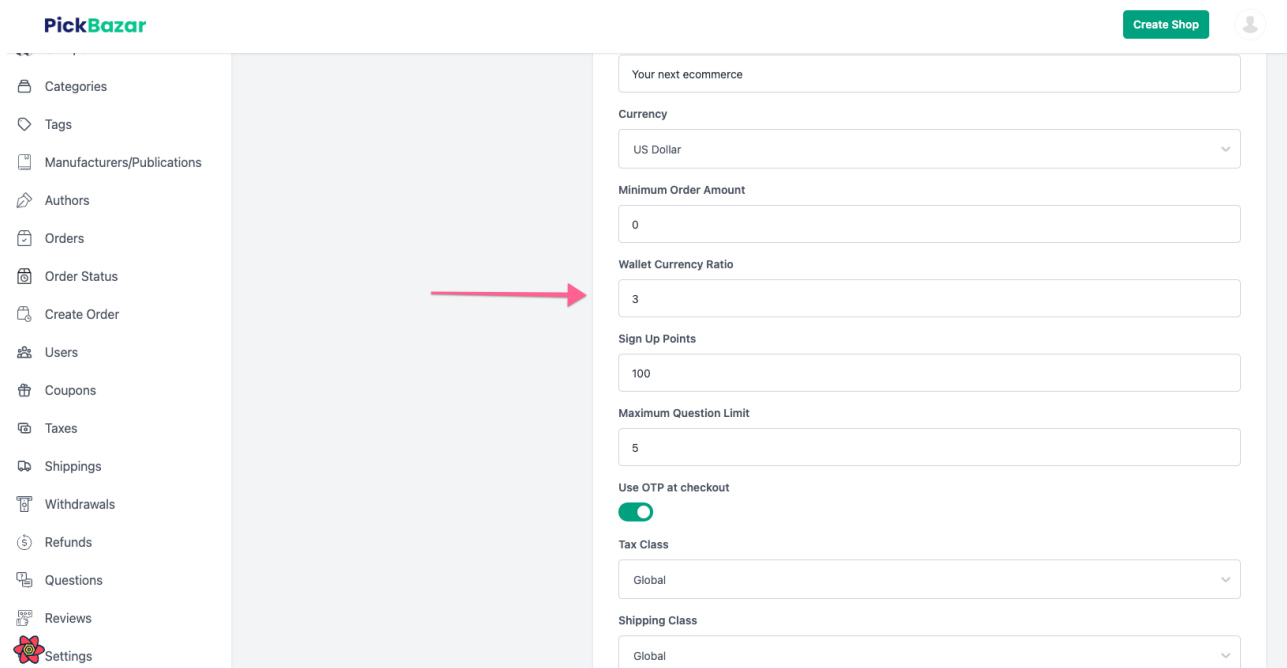 PickBazar
Create Shop
Categories
Tags
Manufacturers/Publications
Authors
Orders
Order Status
Create Order
Users
Coupons
Taxes
Shippings
Withdrawals
Refunds
Questions
Reviews
Settings
Your next ecommerce
Currency
US Dollar
Minimum Order Amount
0
Wallet Currency Ratio
3
Sign Up Points
100
Maximum Question Limit
5
Use OTP at checkout
Tax Class
Global
Shipping Class
Global